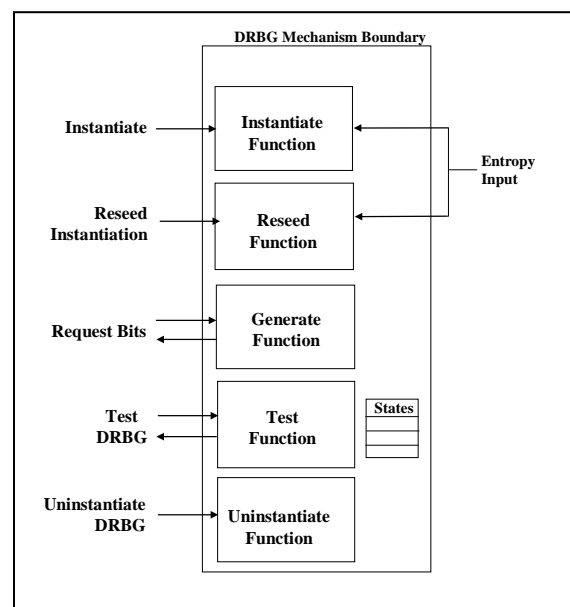 DRBG Mechanism Boundary
Instantiate
Instantiate
Function
Entropy
Input
Reseed
Instantiation
Reseed
Function
Request Bits
Generate
Function
Test
DRBG
Test
Function
States
Uninstantiate
DRBG
Uninstantiate
Function